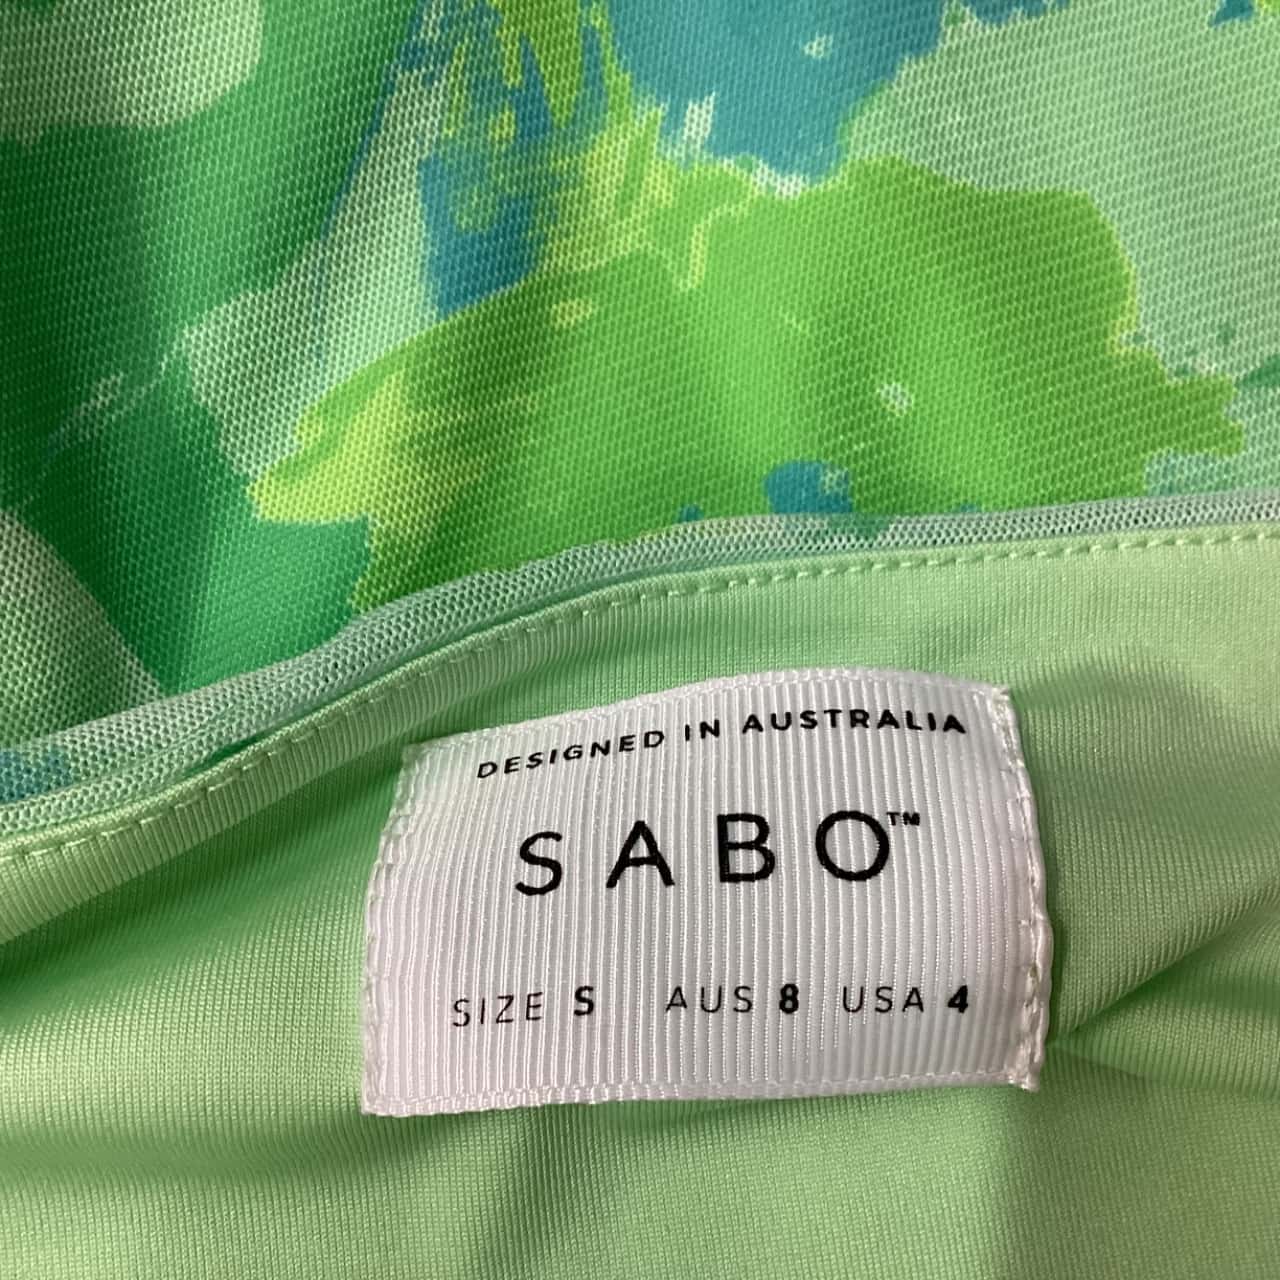 DESIGNED IN AUSTRALIA
SABO™
SIZE S AUS 8 USA 4